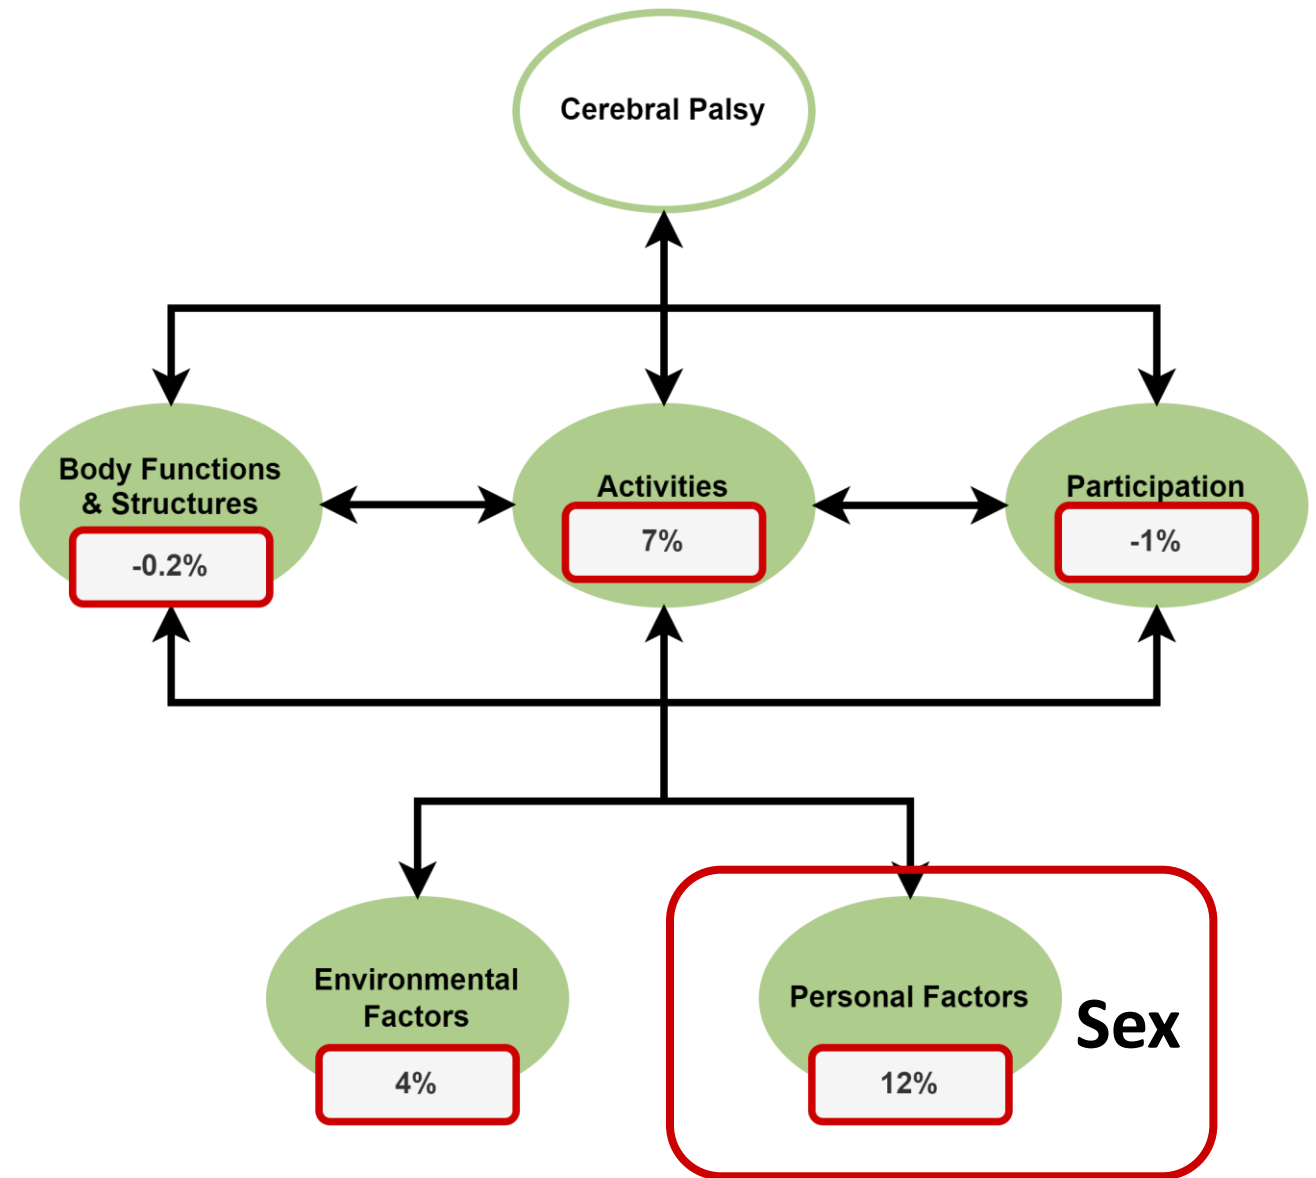 Cerebral Palsy
Body Functions
& Structures
-0.2%
Activities
7%
Participation
-1%
Environmental
Factors
4%
Personal Factors
12%
Sex